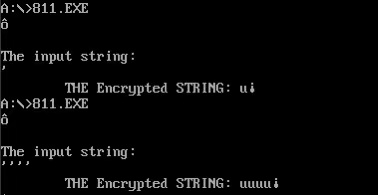 A:\>811.EXE
ô
The input string:
'
THE Encrypted STRING: u¡
A:\>811.EXE
ô
The input string:
''''
THE Encrypted STRING: uuuu¡